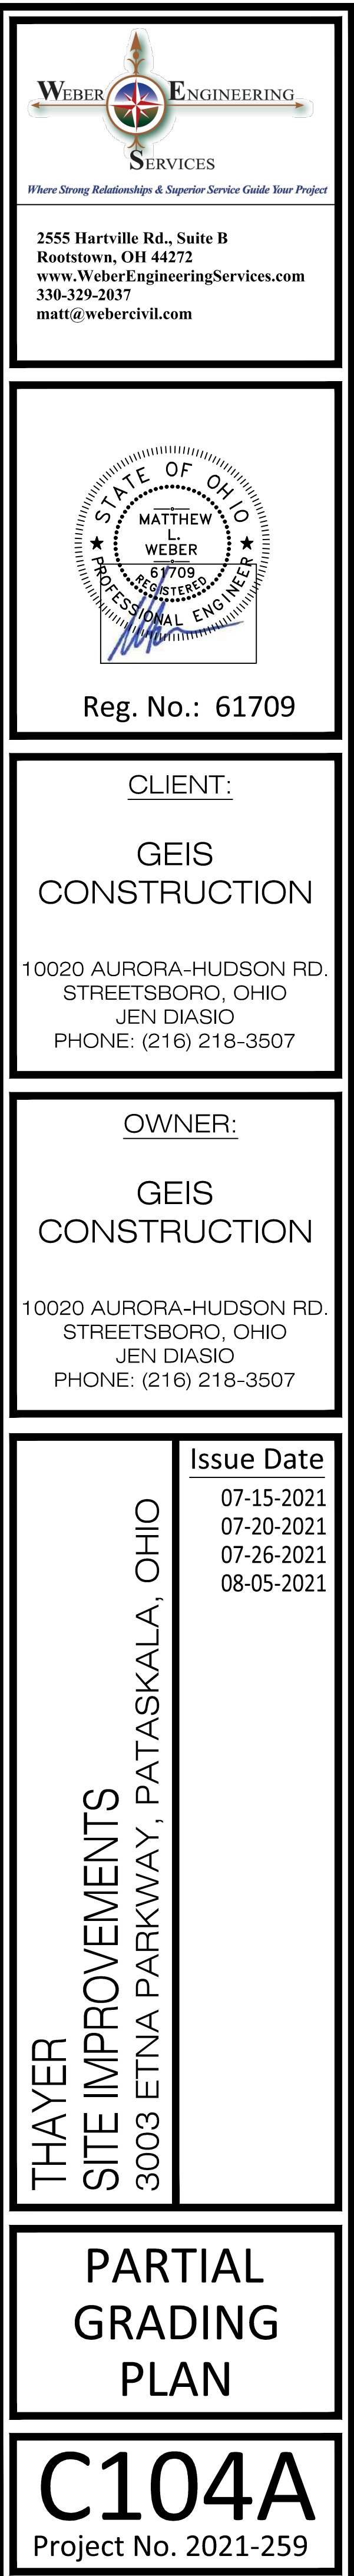 WEBER ENGINEERING
SERVICES
Where Strong Relationships & Superior Service Guide Your Project
2555 Hartville Rd., Suite B
Rootstown, OH 44272
www.WeberEngineeringServices.com
330-329-2037
matt@webercivil.com
STATE OF OHIO
MATTHEW
L.
WEBER
61709
REGISTERED
PROFESSIONAL ENGINEER
Reg. No.: 61709
CLIENT:
GEIS
CONSTRUCTION
10020 AURORA-HUDSON RD.
STREETSBORO, OHIO
JEN DIASIO
PHONE: (216) 218-3507
OWNER:
GEIS
CONSTRUCTION
10020 AURORA-HUDSON RD.
STREETSBORO, OHIO
JEN DIASIO
PHONE: (216) 218-3507
THAYER
SITE IMPROVEMENTS
3003 ETNA PARKWAY, PATASKALA, OHIO
Issue Date
07-15-2021
07-20-2021
07-26-2021
08-05-2021
PARTIAL
GRADING
PLAN
C104A
Project No. 2021-259